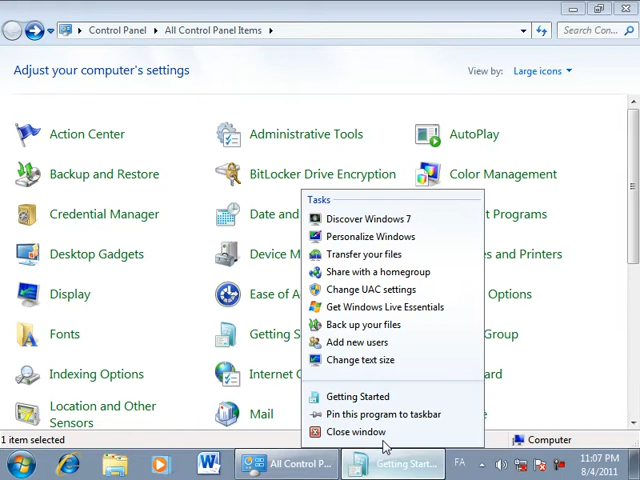 Control Panel
All Control Panel Items
Search Con...
Adjust your computer's settings
View by:
Large icons
Action Center
Administrative Tools
AutoPlay
Backup and Restore
BitLocker Drive Encryption
Color Management
Credential Manager
Date and
Programs
Desktop Gadgets
Device M
and Printers
Display
Ease of A
Options
Fonts
Getting S
Group
Indexing Options
Internet O
Location and Other
Sensors
Mail
Tasks
Discover Windows 7
Personalize Windows
Transfer your files
Share with a homegroup
Change UAC settings
Get Windows Live Essentials
Back up your files
Add new users
Change text size
Getting Started
Pin this program to taskbar
Close window
1 item selected
Computer
All Control P...
Getting Start...
FA
11:07 PM
8/4/2011